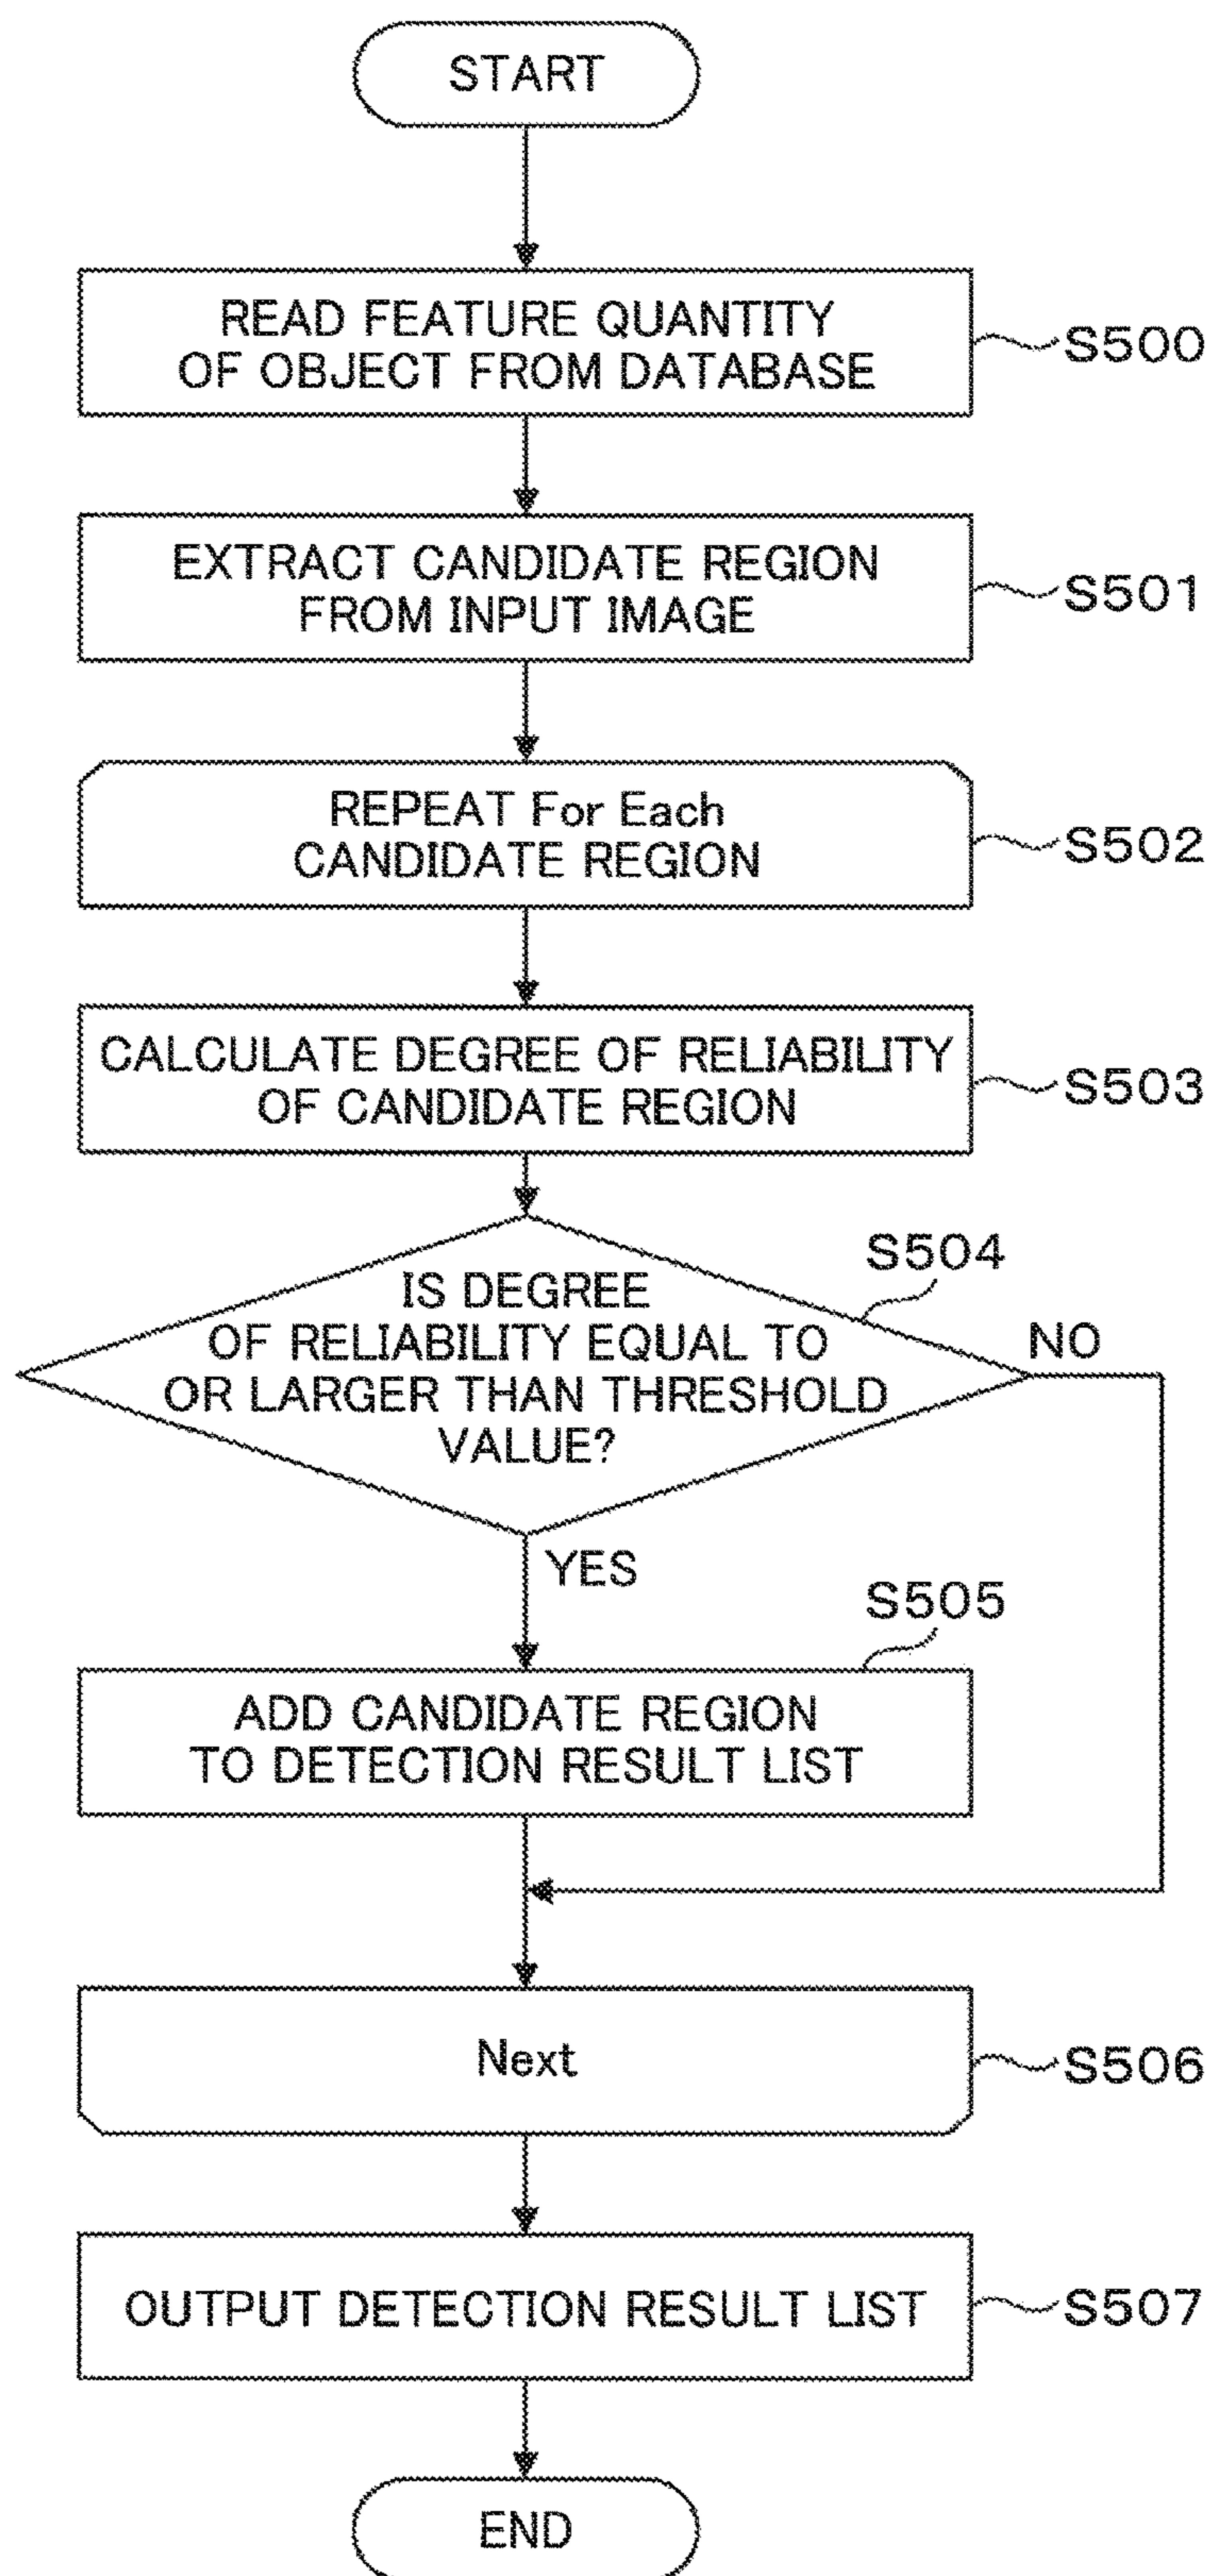 START
READ FEATURE QUANTITY
OF OBJECT FROM DATABASE
S500
EXTRACT CANDIDATE REGION
FROM INPUT IMAGE
S501
REPEAT For Each
CANDIDATE REGION
S502
CALCULATE DEGREE OF RELIABILITY
OF CANDIDATE REGION
S503
S504
IS DEGREE
OF RELIABILITY EQUAL TO
OR LARGER THAN THRESHOLD
VALUE?
NO
YES
S505
ADD CANDIDATE REGION
TO DETECTION RESULT LIST
Next
S506
OUTPUT DETECTION RESULT LIST
S507
END